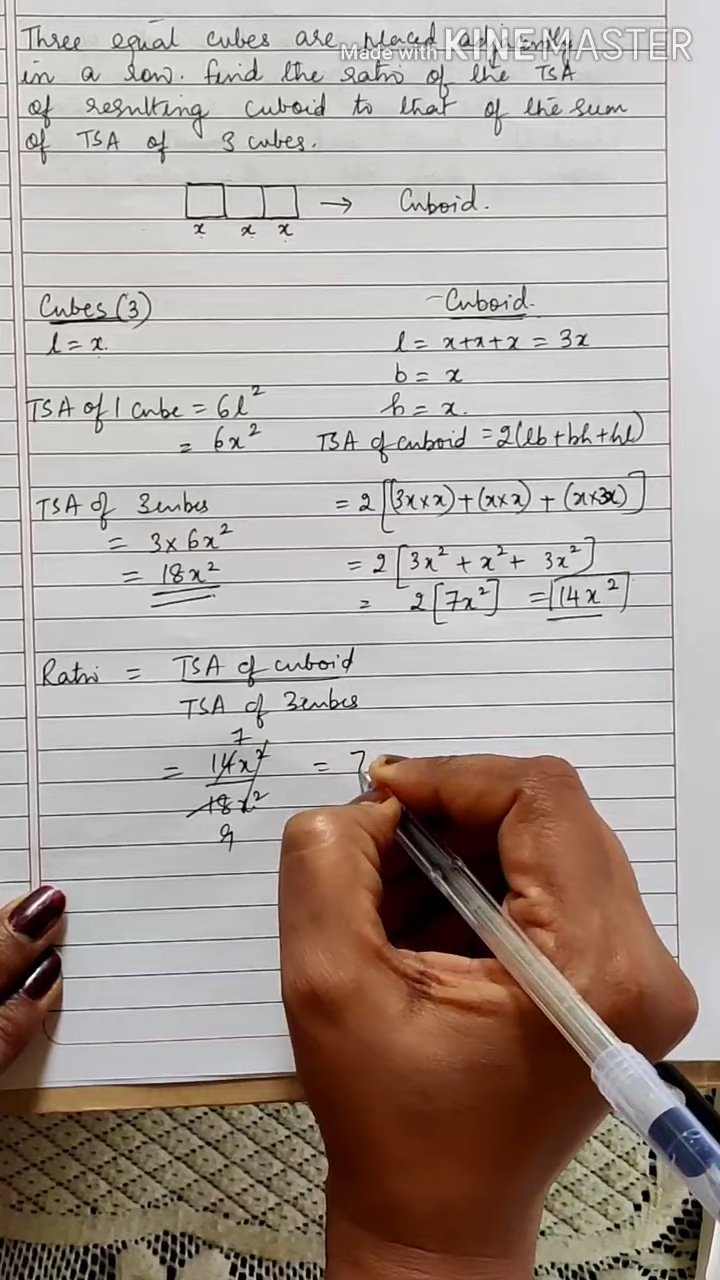 Three equal cubes are placed adjacently
Made with KINEMASTER
in a row. find the ratio of the TSA
of resulting cuboid to that of the sum
of TSA of 3 cubes.
→ Cuboid.
x x x
Cubes (3)
l = x.
TSA of 1 cube = 6l²
= 6x²
TSA of 3cubes
= 3 x 6x²
= 18x²
Cuboid.
l = x+x+x = 3x
b = x
h = x.
TSA of cuboid = 2(lb + bh + hl)
= 2[(3x×x) + (x×x) + (x×3x)]
= 2[3x² + x² + 3x²]
= 2[7x²] = 14x²
Ratio = TSA of cuboid
TSA of 3cubes
7
= 14x² = 7
18x²
9